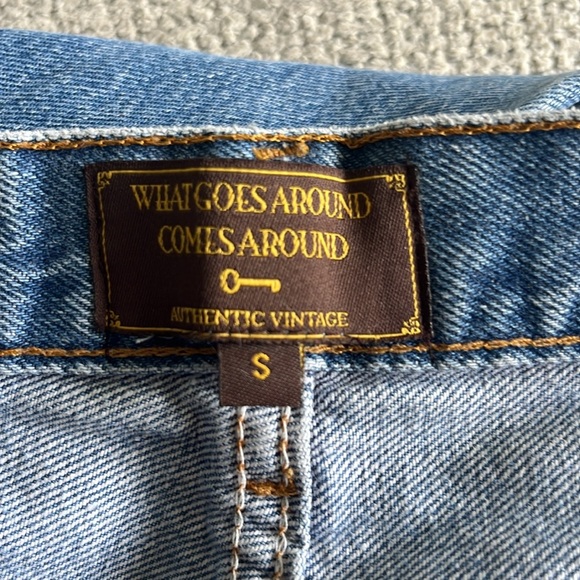 WHAT GOES AROUND
COMES AROUND
AUTHENTIC VINTAGE
S